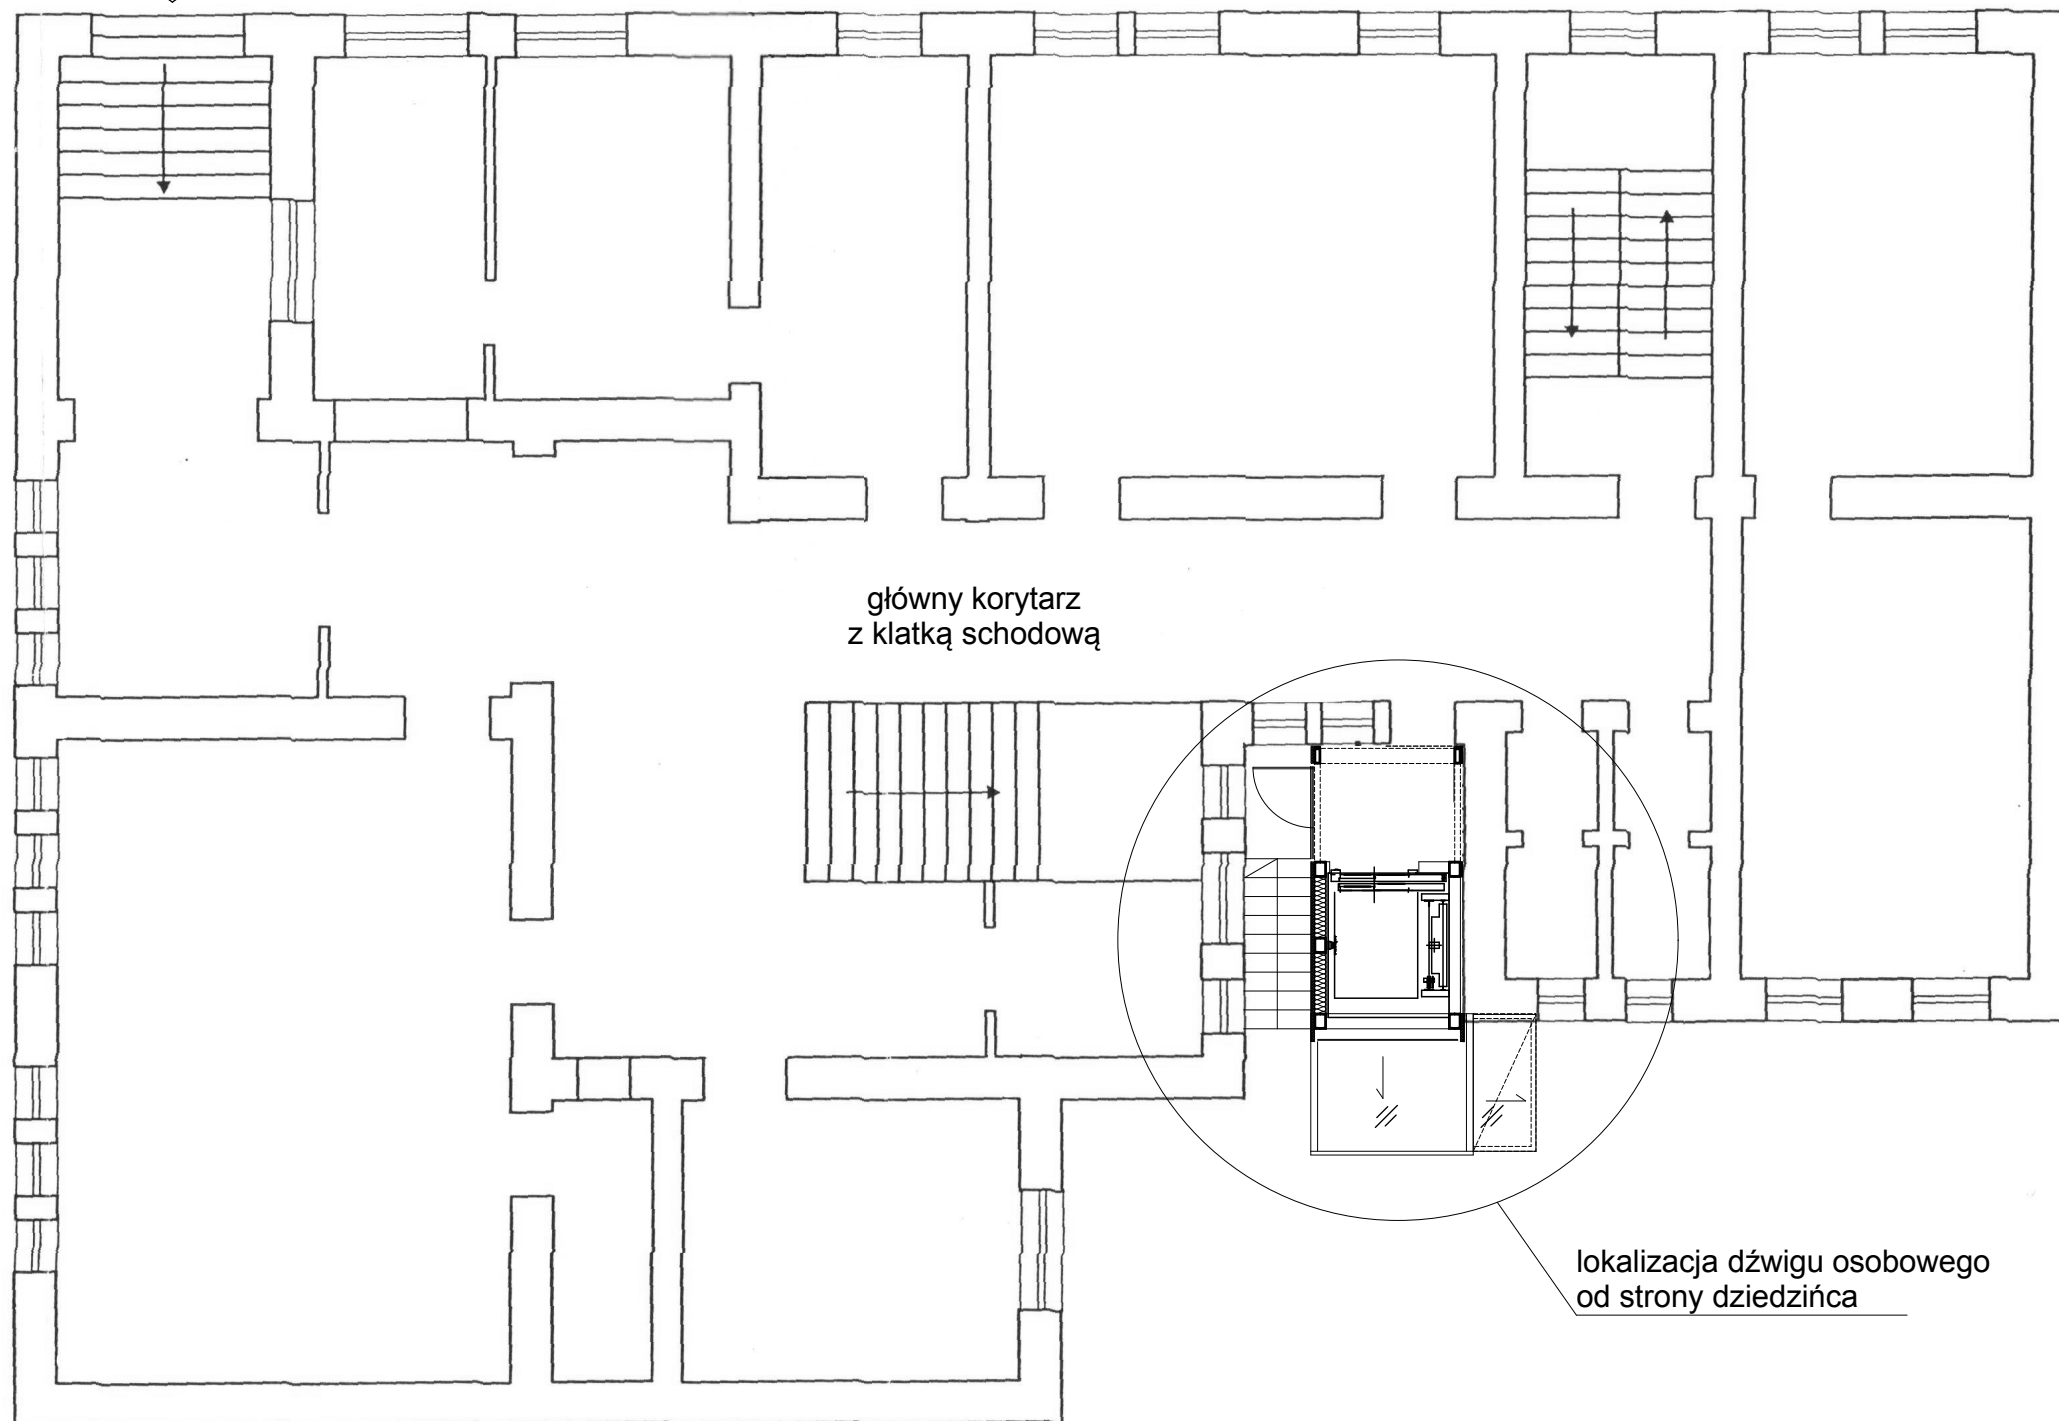 główny korytarz
z klatką schodową
lokalizacja dźwigu osobowego
od strony dziedzińca